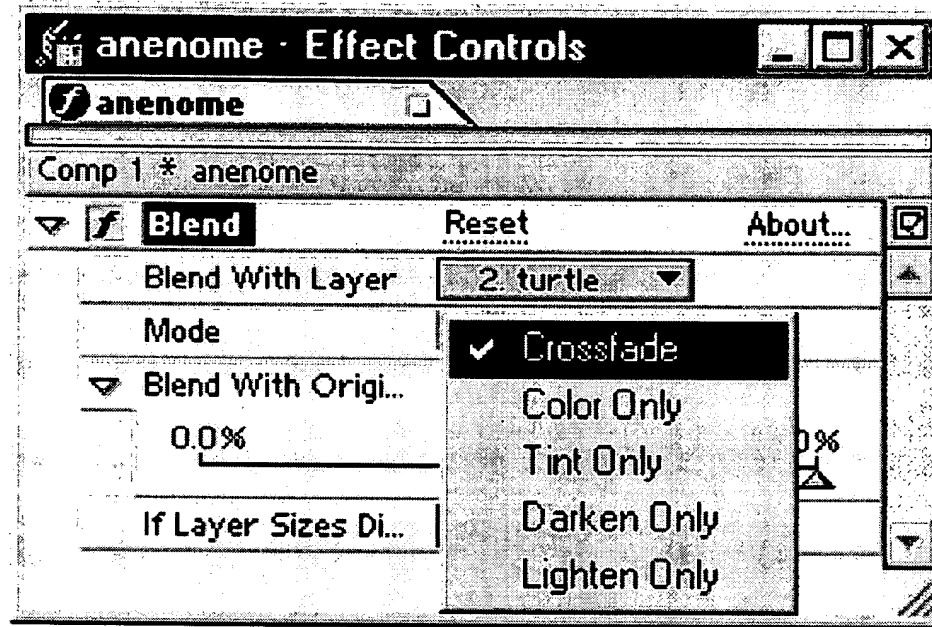 anenome · Effect Controls
anenome
Comp 1 * anenome
Blend Reset About...
Blend With Layer 2. turtle
Mode
Crossfade
Blend With Origi...
Color Only
0.0%
0%
Tint Only
Darken Only
If Layer Sizes Di...
Lighten Only